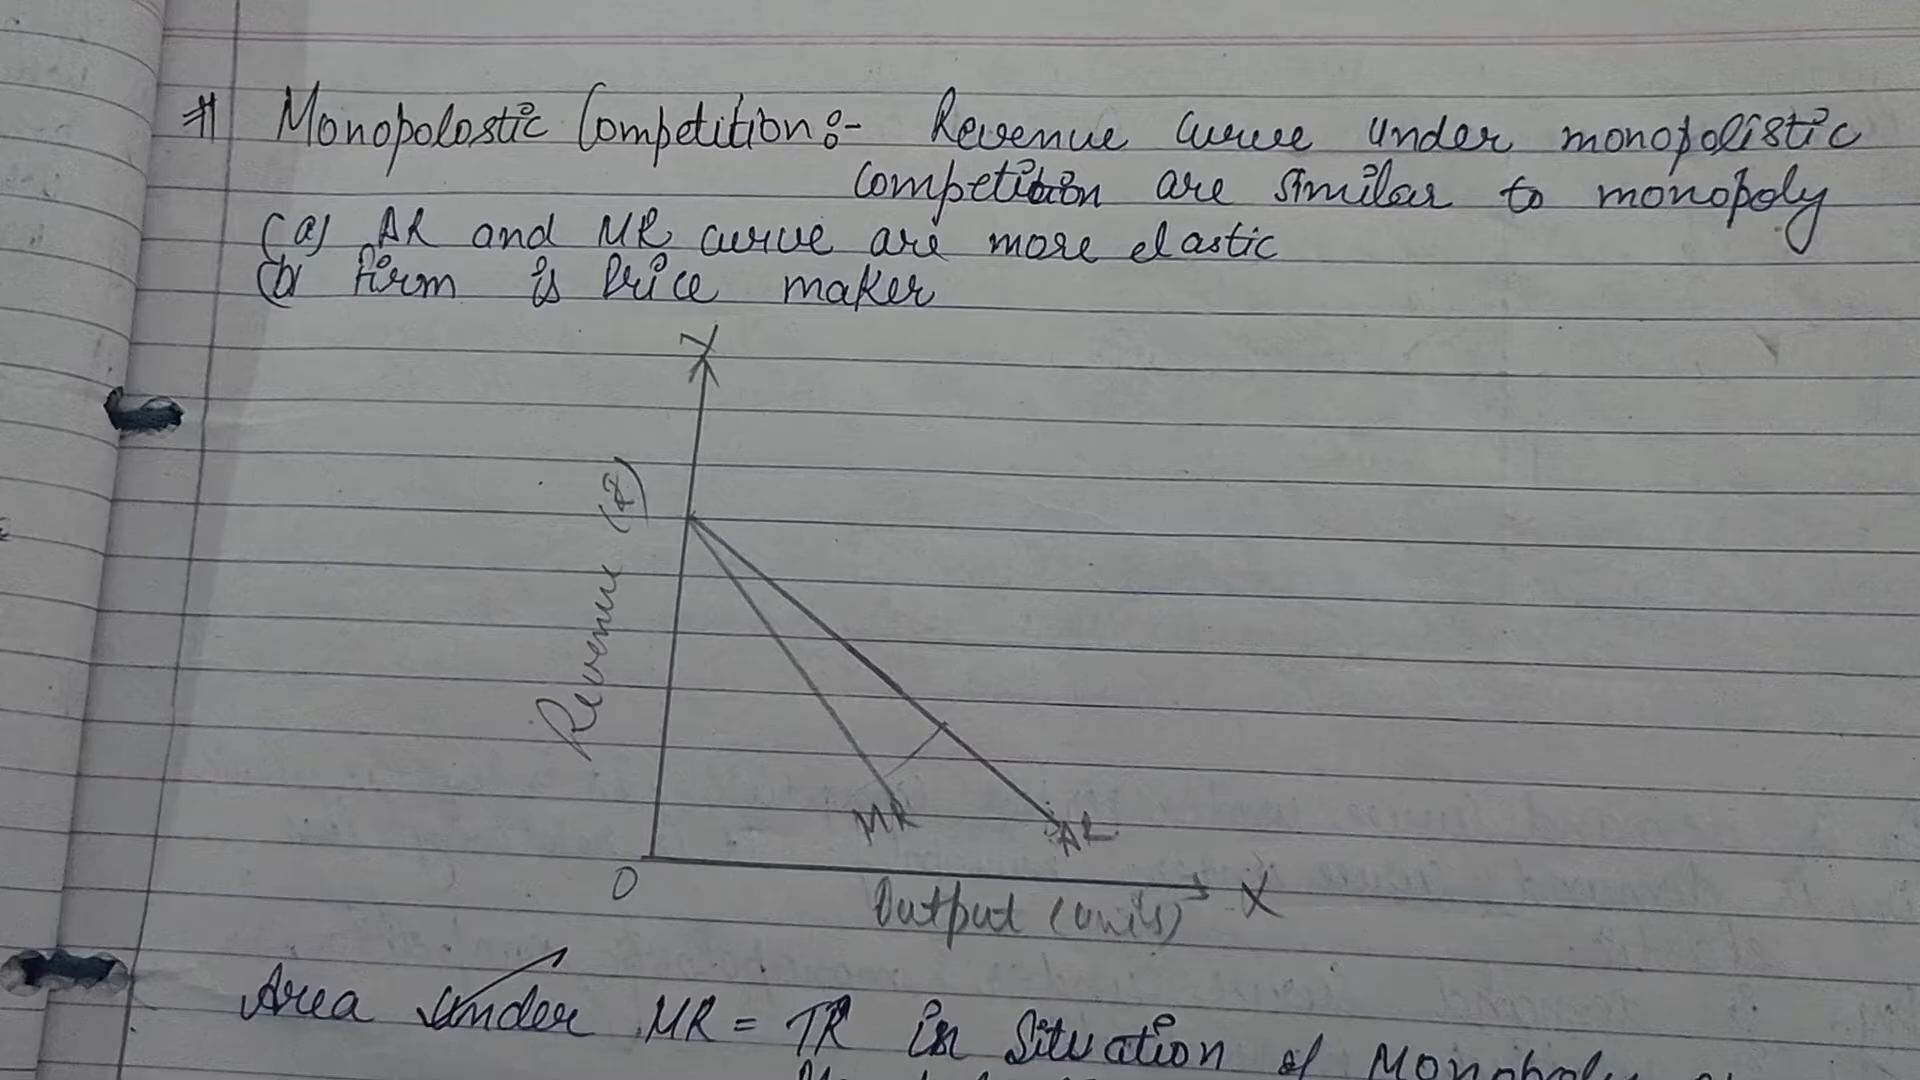 # Monopolostic Competition :- Revenue curve under monopolistic
competition are similar to monopoly
(a) AR and MR curve are more elastic
(b) firm is Price maker
Y
Revenue (₹)
MR
AR
O
X
Output (units)
Area under MR = TR in Situation of Monopoly